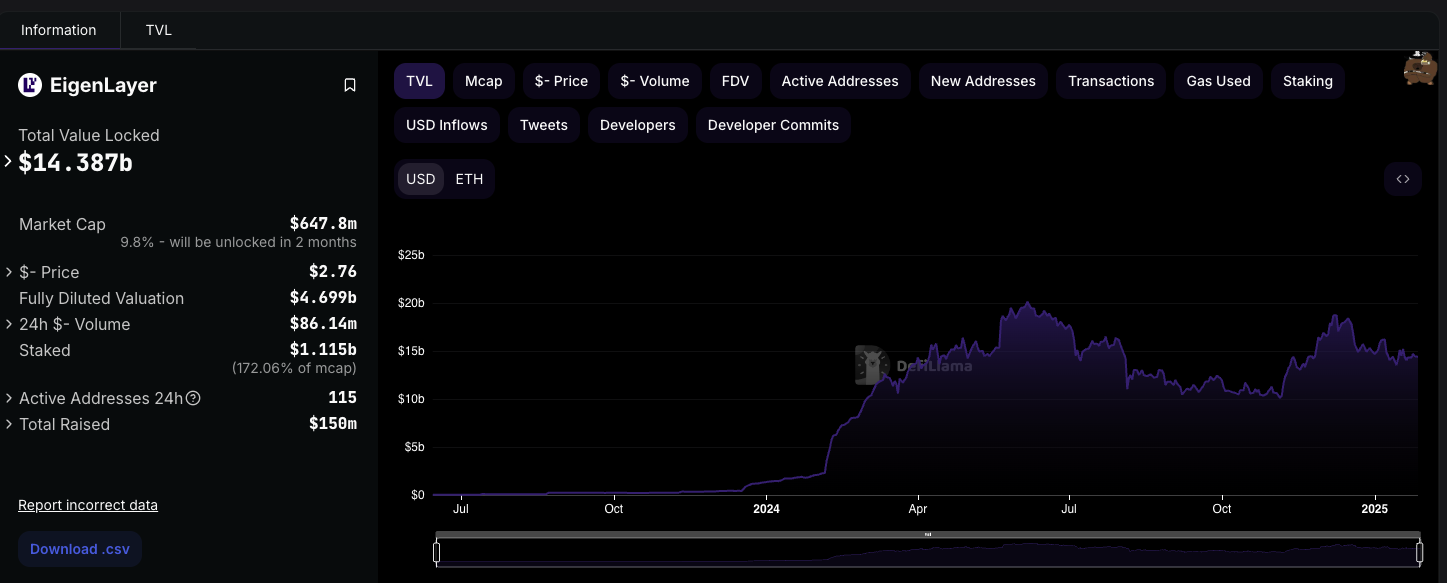 Information TVL
EigenLayer
Total Value Locked
$14.387b
Market Cap $647.8m
9.8% - will be unlocked in 2 months
$- Price $2.76
Fully Diluted Valuation $4.699b
24h $- Volume $86.14m
Staked $1.115b
(172.06% of mcap)
Active Addresses 24h 115
Total Raised $150m
Report incorrect data
Download .csv
TVL Mcap $- Price $- Volume FDV Active Addresses New Addresses Transactions Gas Used Staking
USD Inflows Tweets Developers Developer Commits
USD ETH
$25b
$20b
$15b
$10b
$5b
$0
DefiLlama
Jul Oct 2024 Apr Jul Oct 2025